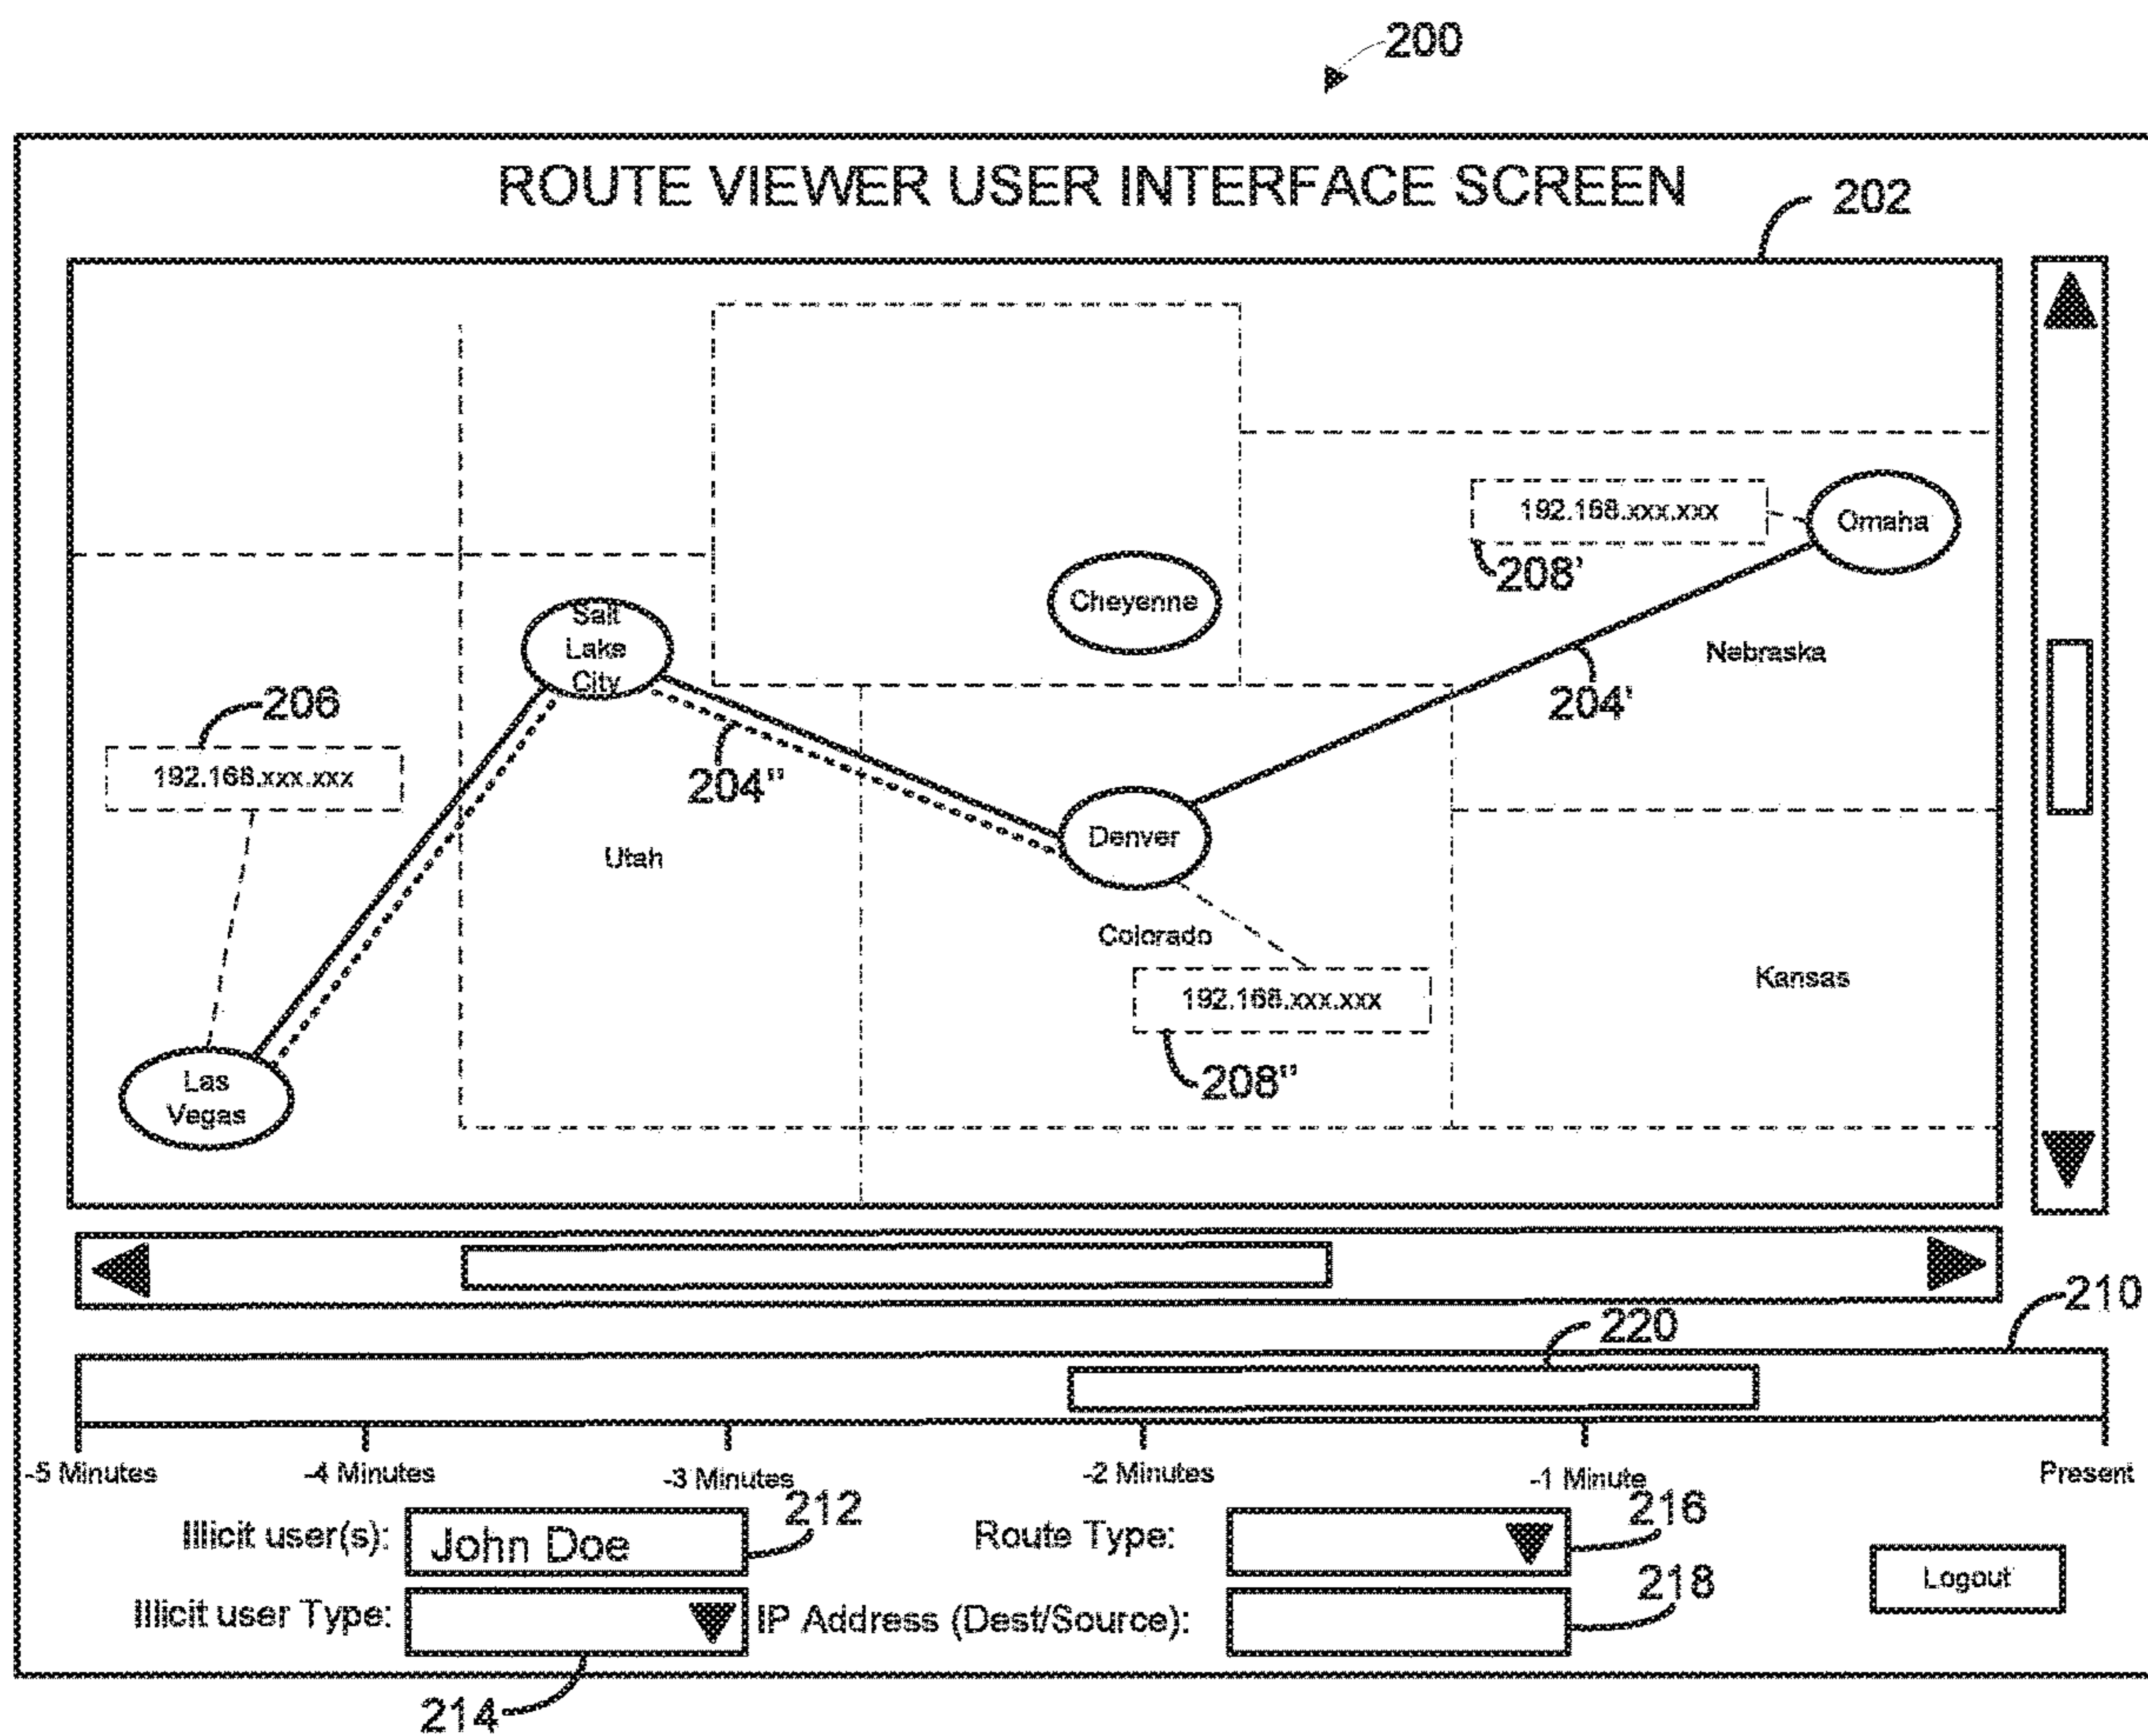 200
ROUTE VIEWER USER INTERFACE SCREEN
202
192.168.xxx.xxx
Omaha
208'
Cheyenne
Salt
Lake
City
Nebraska
204'
206
192.168.xxx.xxx
204"
Denver
Utah
Colorado
Kansas
192.168.xxx.xxx
208"
Las
Vegas
210
220
-5 Minutes
-4 Minutes
-3 Minutes
-2 Minutes
-1 Minute
Present
Illicit user(s):
John Doe
212
Route Type:
216
Logout
Illicit user Type:
IP Address (Dest/Source):
218
214